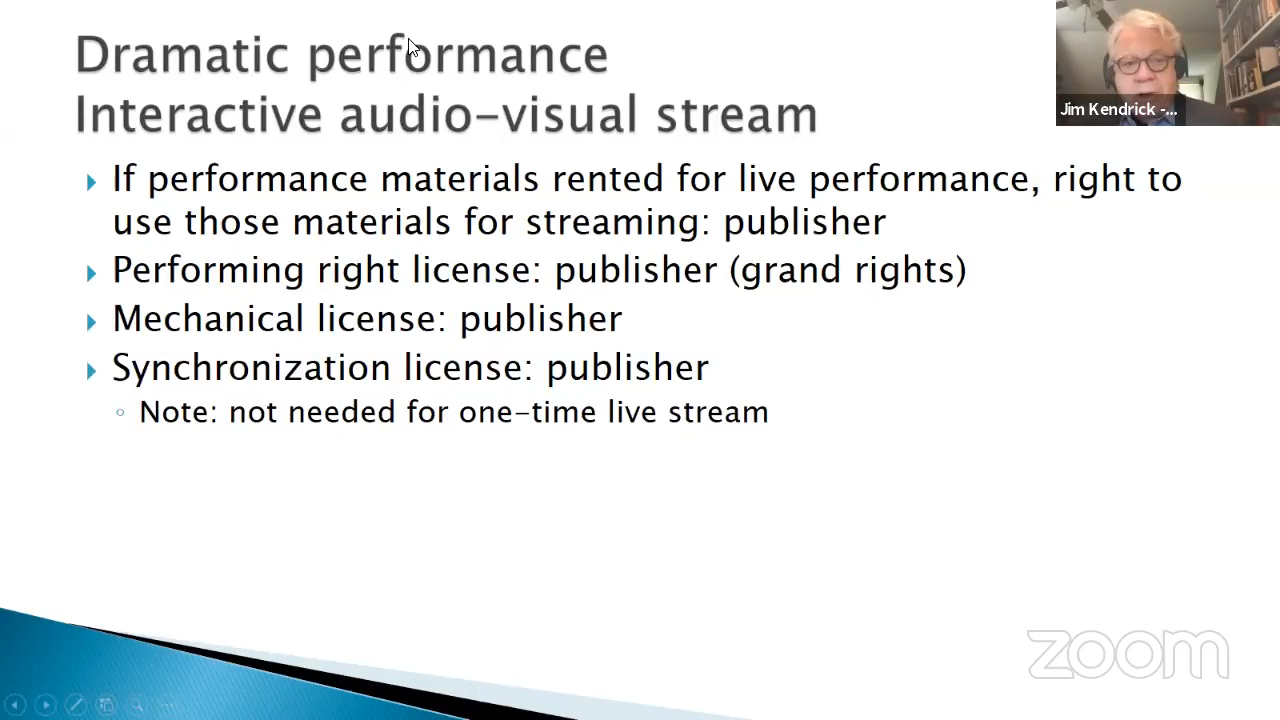 Dramatic performance
Interactive audio-visual stream
If performance materials rented for live performance, right to
use those materials for streaming: publisher
Performing right license: publisher (grand rights)
Mechanical license: publisher
Synchronization license: publisher
Note: not needed for one-time live stream
Jim Kendrick -...
zoom